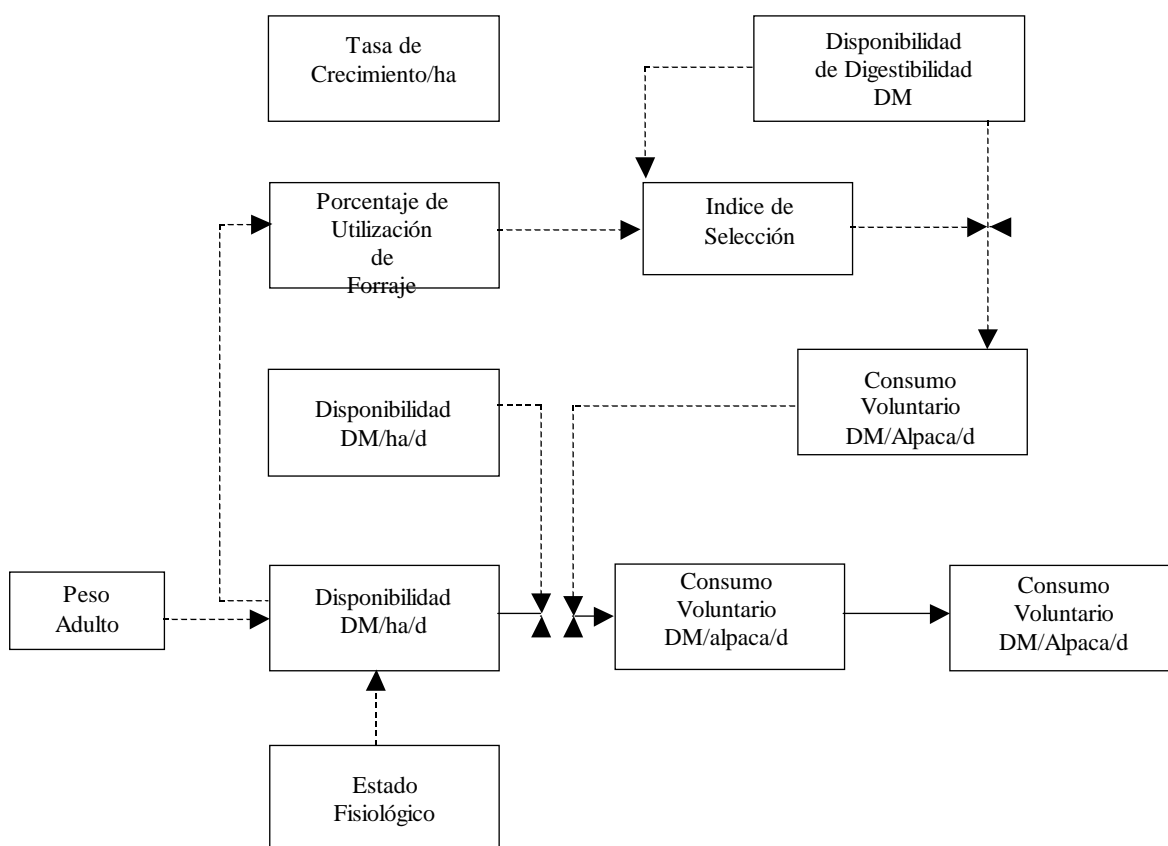 Tasa de
Crecimiento/ha
Disponibilidad
de Digestibilidad
DM
Porcentaje de
Utilización
de
Forraje
Indice de
Selección
Disponibilidad
DM/ha/d
Consumo
Voluntario
DM/Alpaca/d
Peso
Adulto
Disponibilidad
DM/ha/d
Consumo
Voluntario
DM/alpaca/d
Consumo
Voluntario
DM/Alpaca/d
Estado
Fisiológico